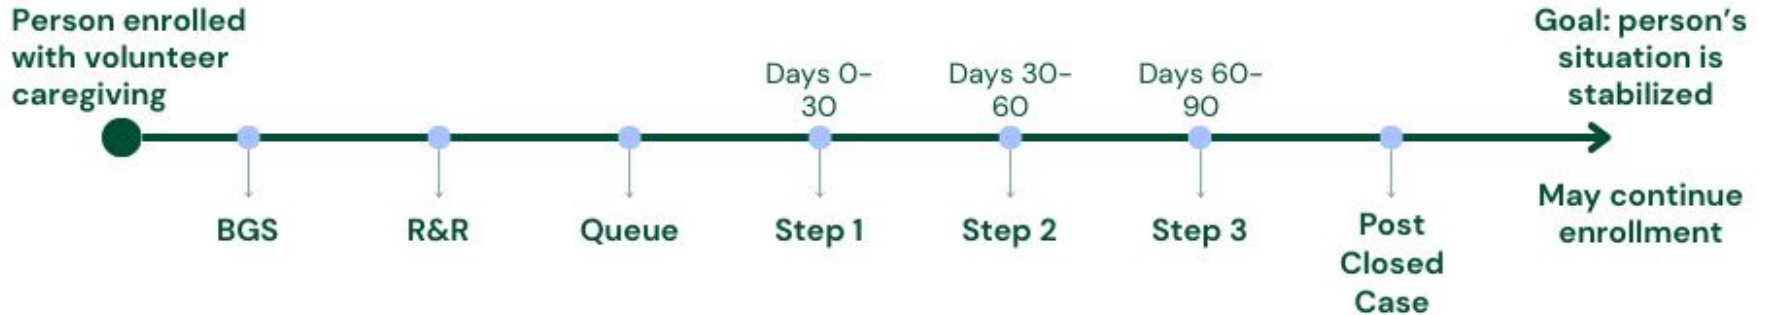 Person enrolled
with volunteer
caregiving
Days 0-
30
Days 30-
60
Days 60-
90
Goal: person's
situation is
stabilized
BGS
R&R
Queue
Step 1
Step 2
Step 3
Post
Closed
Case
May continue
enrollment